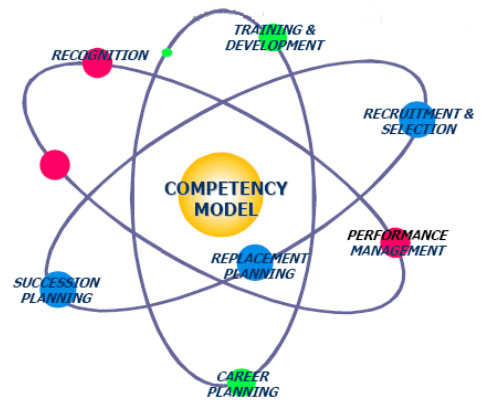 TRAINING &
DEVELOPMENT
RECOGNITION
RECRUITMENT &
SELECTION
COMPETENCY
MODEL
PERFORMANCE
MANAGEMENT
REPLACEMENT
PLANNING
SUCCESSION
PLANNING
CAREER
PLANNING